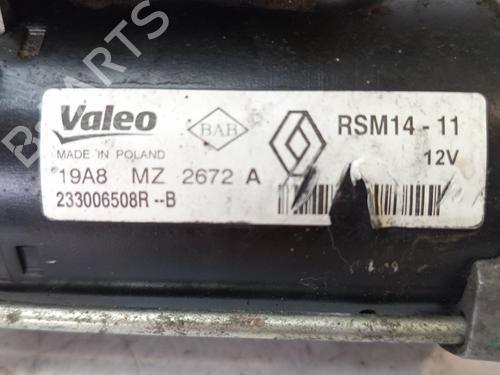 Valeo
MADE IN POLAND
BAB
RSM14 - 11
12V
19A8 MZ 2672 A
233006508R --B